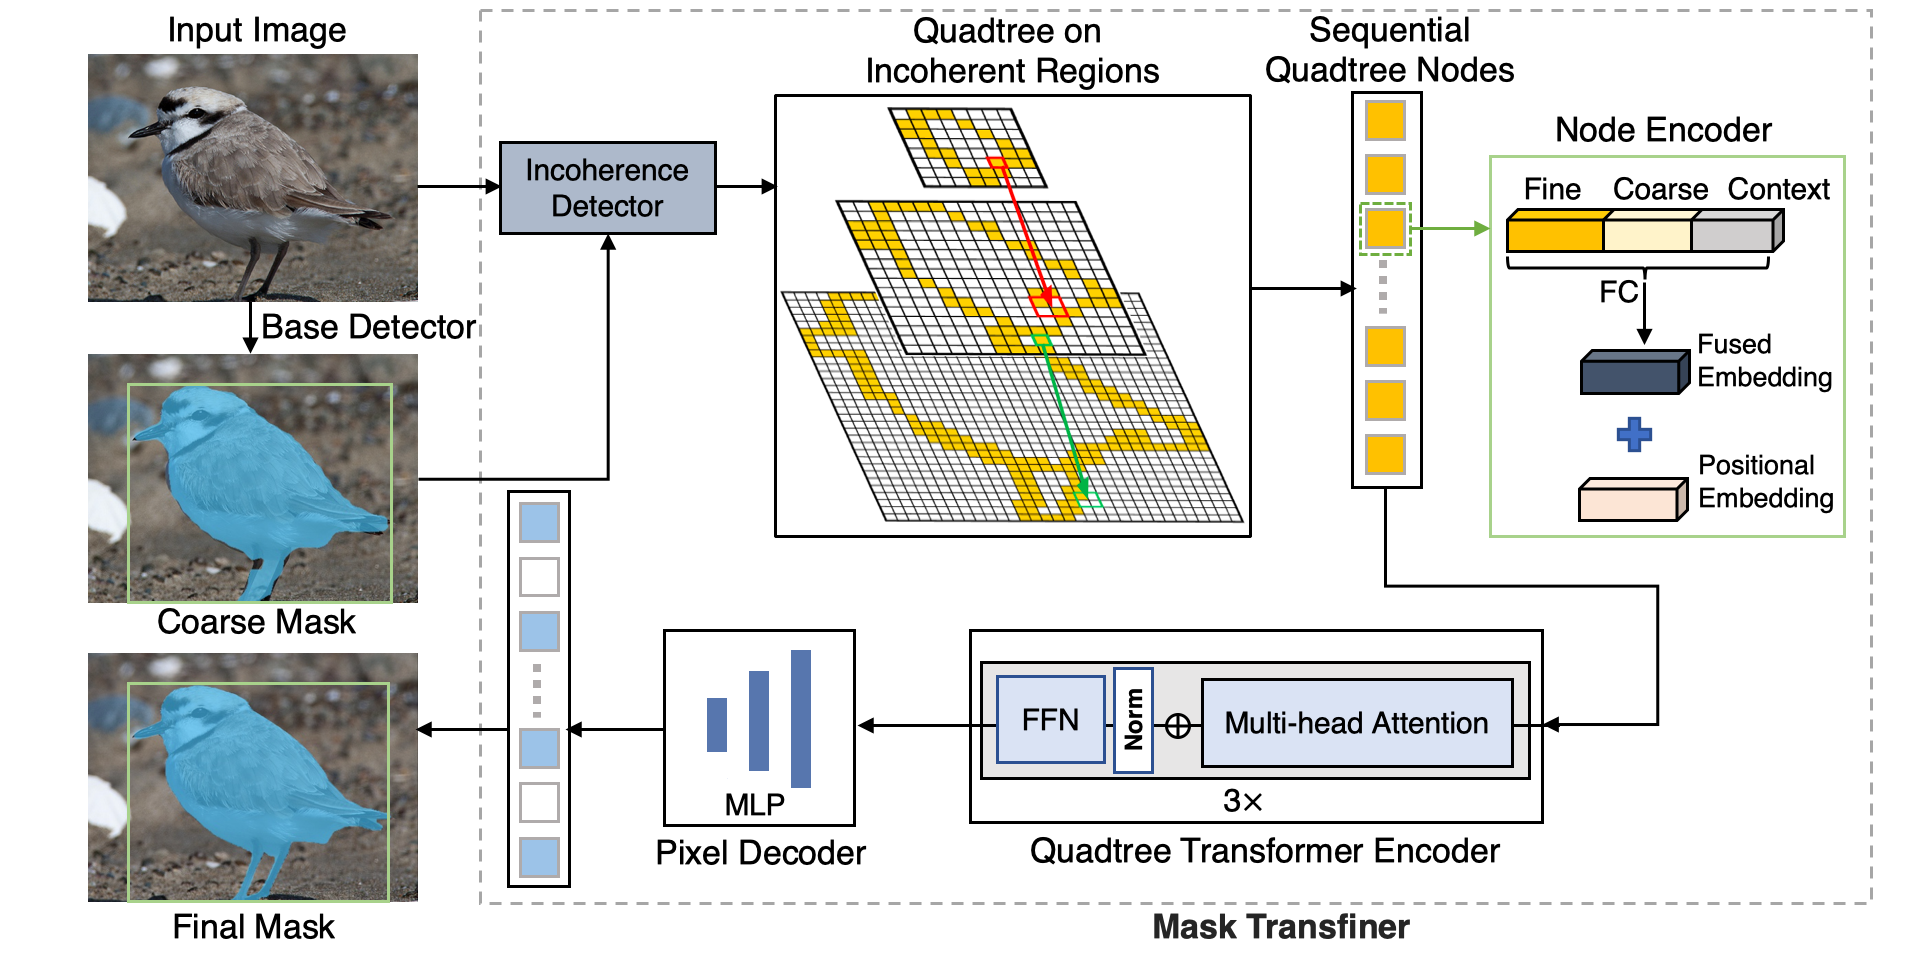 Input Image
Base Detector
Coarse Mask
Final Mask
Incoherence
Detector
Quadtree on
Incoherent Regions
Sequential
Quadtree Nodes
Node Encoder
Fine Coarse Context
FC
Fused
Embedding
Positional
Embedding
FFN
Norm
Multi-head Attention
3×
Quadtree Transformer Encoder
MLP
Pixel Decoder
Mask Transfiner